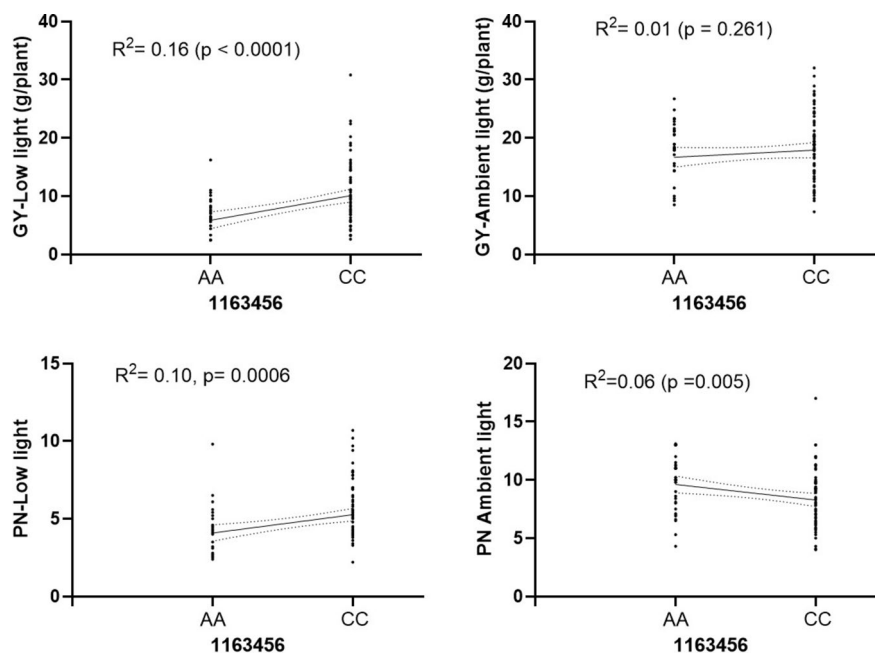 GY-Low light (g/plant)
40
30
20
10
0
R²= 0.16 (p < 0.0001)
AA
CC
1163456
GY-Ambient light (g/plant)
40
30
20
10
0
R²= 0.01 (p = 0.261)
AA
CC
1163456
PN-Low light
15
10
5
0
R²= 0.10, p= 0.0006
AA
CC
1163456
PN Ambient light
20
15
10
5
0
R²=0.06 (p =0.005)
AA
CC
1163456